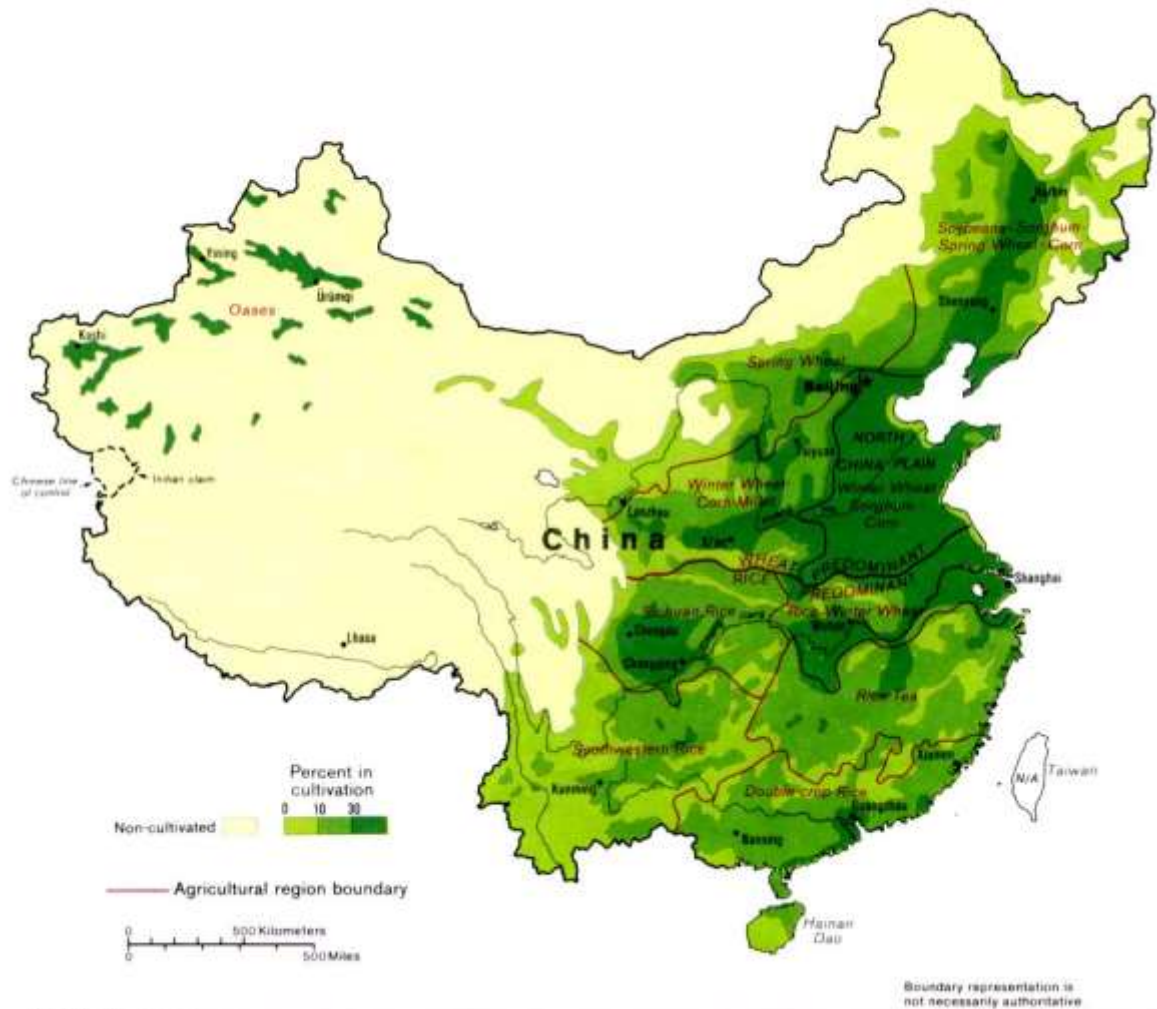 Harbin
Soybeans-Sorghum
Spring Wheat-Corn
Yining
Ürümqi
Oases
Shenyang
Kashi
Spring Wheat
Beijing
NORTH
CHINA PLAIN
Winter Wheat
Sorghum-
Corn
Taiyuan
Chinese line
of control
Indian claim
Winter Wheat-
Corn-Millet
Lanzhou
China
Xi'an
WHEAT PREDOMINANT
RICE PREDOMINANT
Shanghai
Sichuan Rice
Rice-Winter Wheat
Wuhan
Chengdu
Lhasa
Chongqing
Rice-Tea
Southwestern Rice
Xiamen
Taiwan
N/A
Kunming
Double-crop Rice
Guangzhou
Nanning
Percent in
cultivation
0 10 30
Non-cultivated
Agricultural region boundary
0 500 Kilometers
0 500 Miles
Hainan
Dau
Boundary representation is
not necessarily authoritative